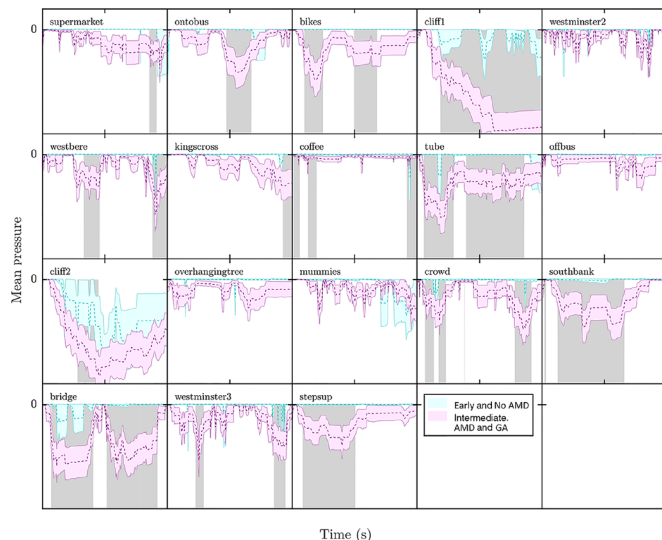 supermarket
ontobus
bikes
cliff1
westminster2
0
westbere
kingscross
coffee
tube
offbus
0
cliff2
overhangingtree
mummies
crowd
southbank
0
bridge
westminster3
stepsup
0
Early and No AMD
Intermediate.
AMD and GA
Mean pressure
Time (s)